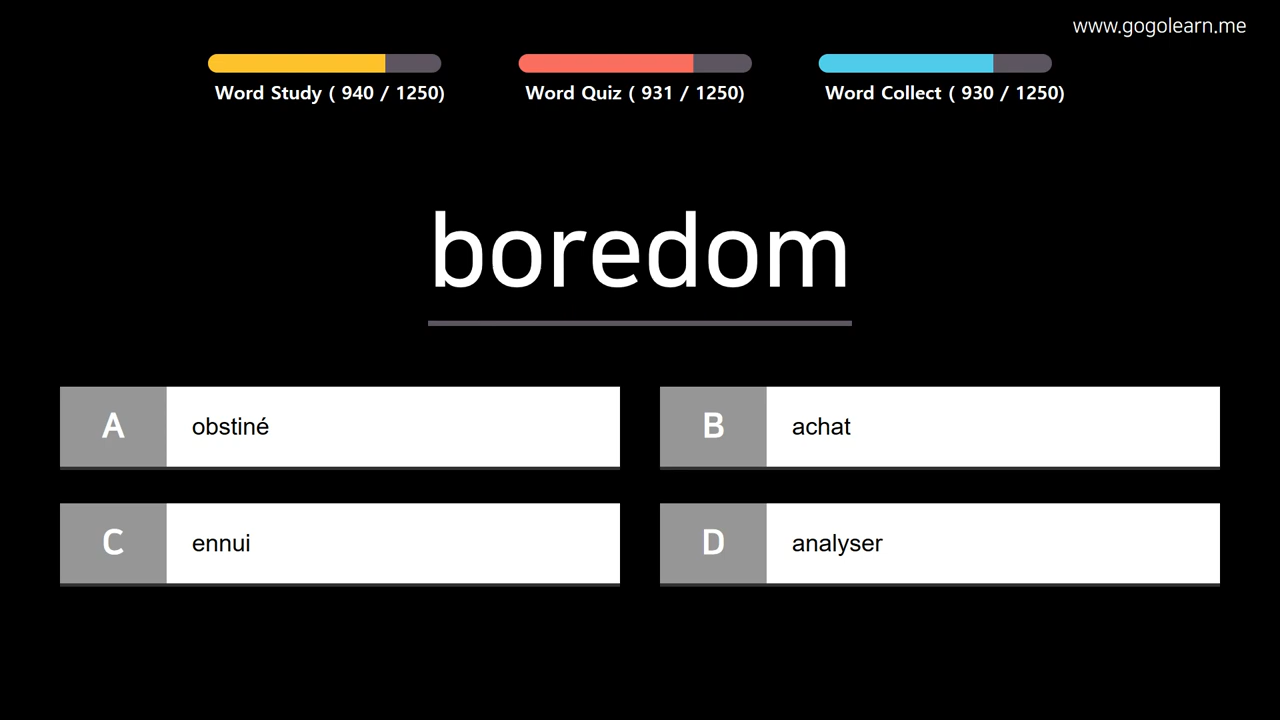 www.gogolearn.me
Word Study ( 940 / 1250)
Word Quiz ( 931 / 1250)
Word Collect ( 930 / 1250)
boredom
A
obstiné
B
achat
C
ennui
D
analyser